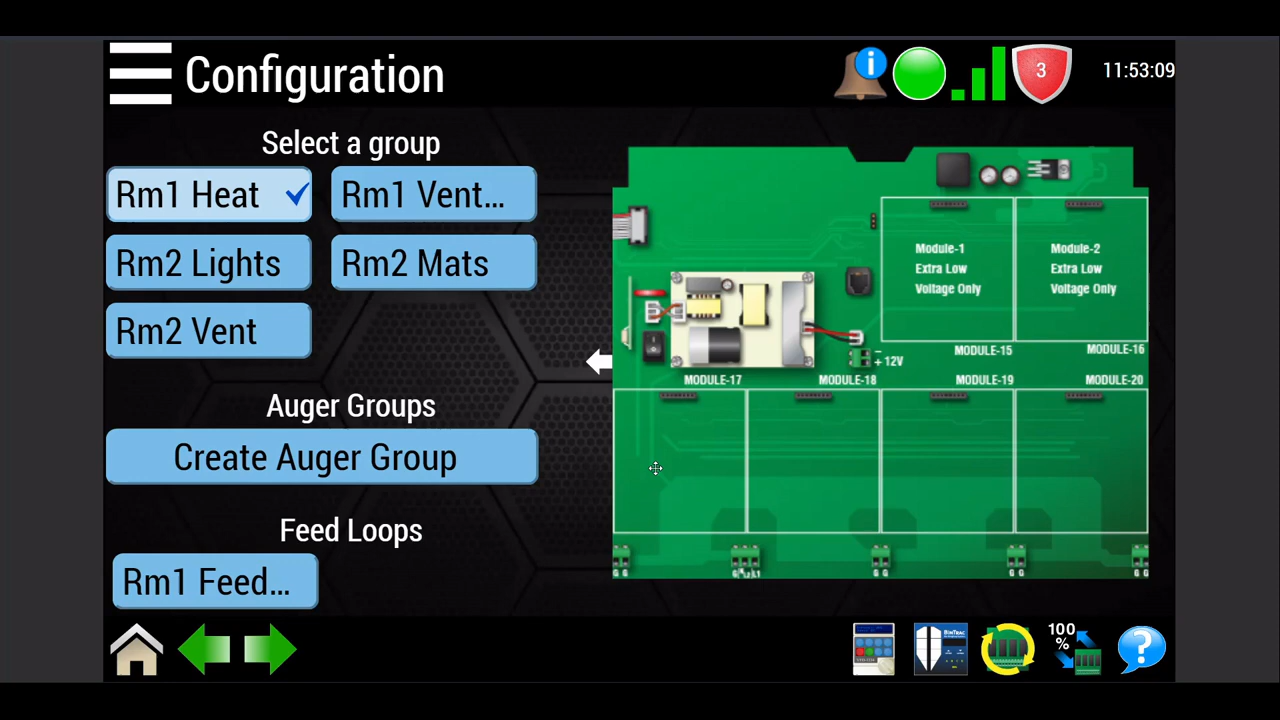 Configuration
3
11:53:09
Select a group
Rm1 Heat
Rm1 Vent...
Rm2 Lights
Rm2 Mats
Rm2 Vent
Auger Groups
Create Auger Group
Feed Loops
Rm1 Feed...
Module-1
Extra Low
Voltage Only
Module-2
Extra Low
Voltage Only
MODULE-15
MODULE-16
− + 12V
MODULE-17
MODULE-18
MODULE-19
MODULE-20
G G
G G
G G
G G
100
%
BinTrac
?